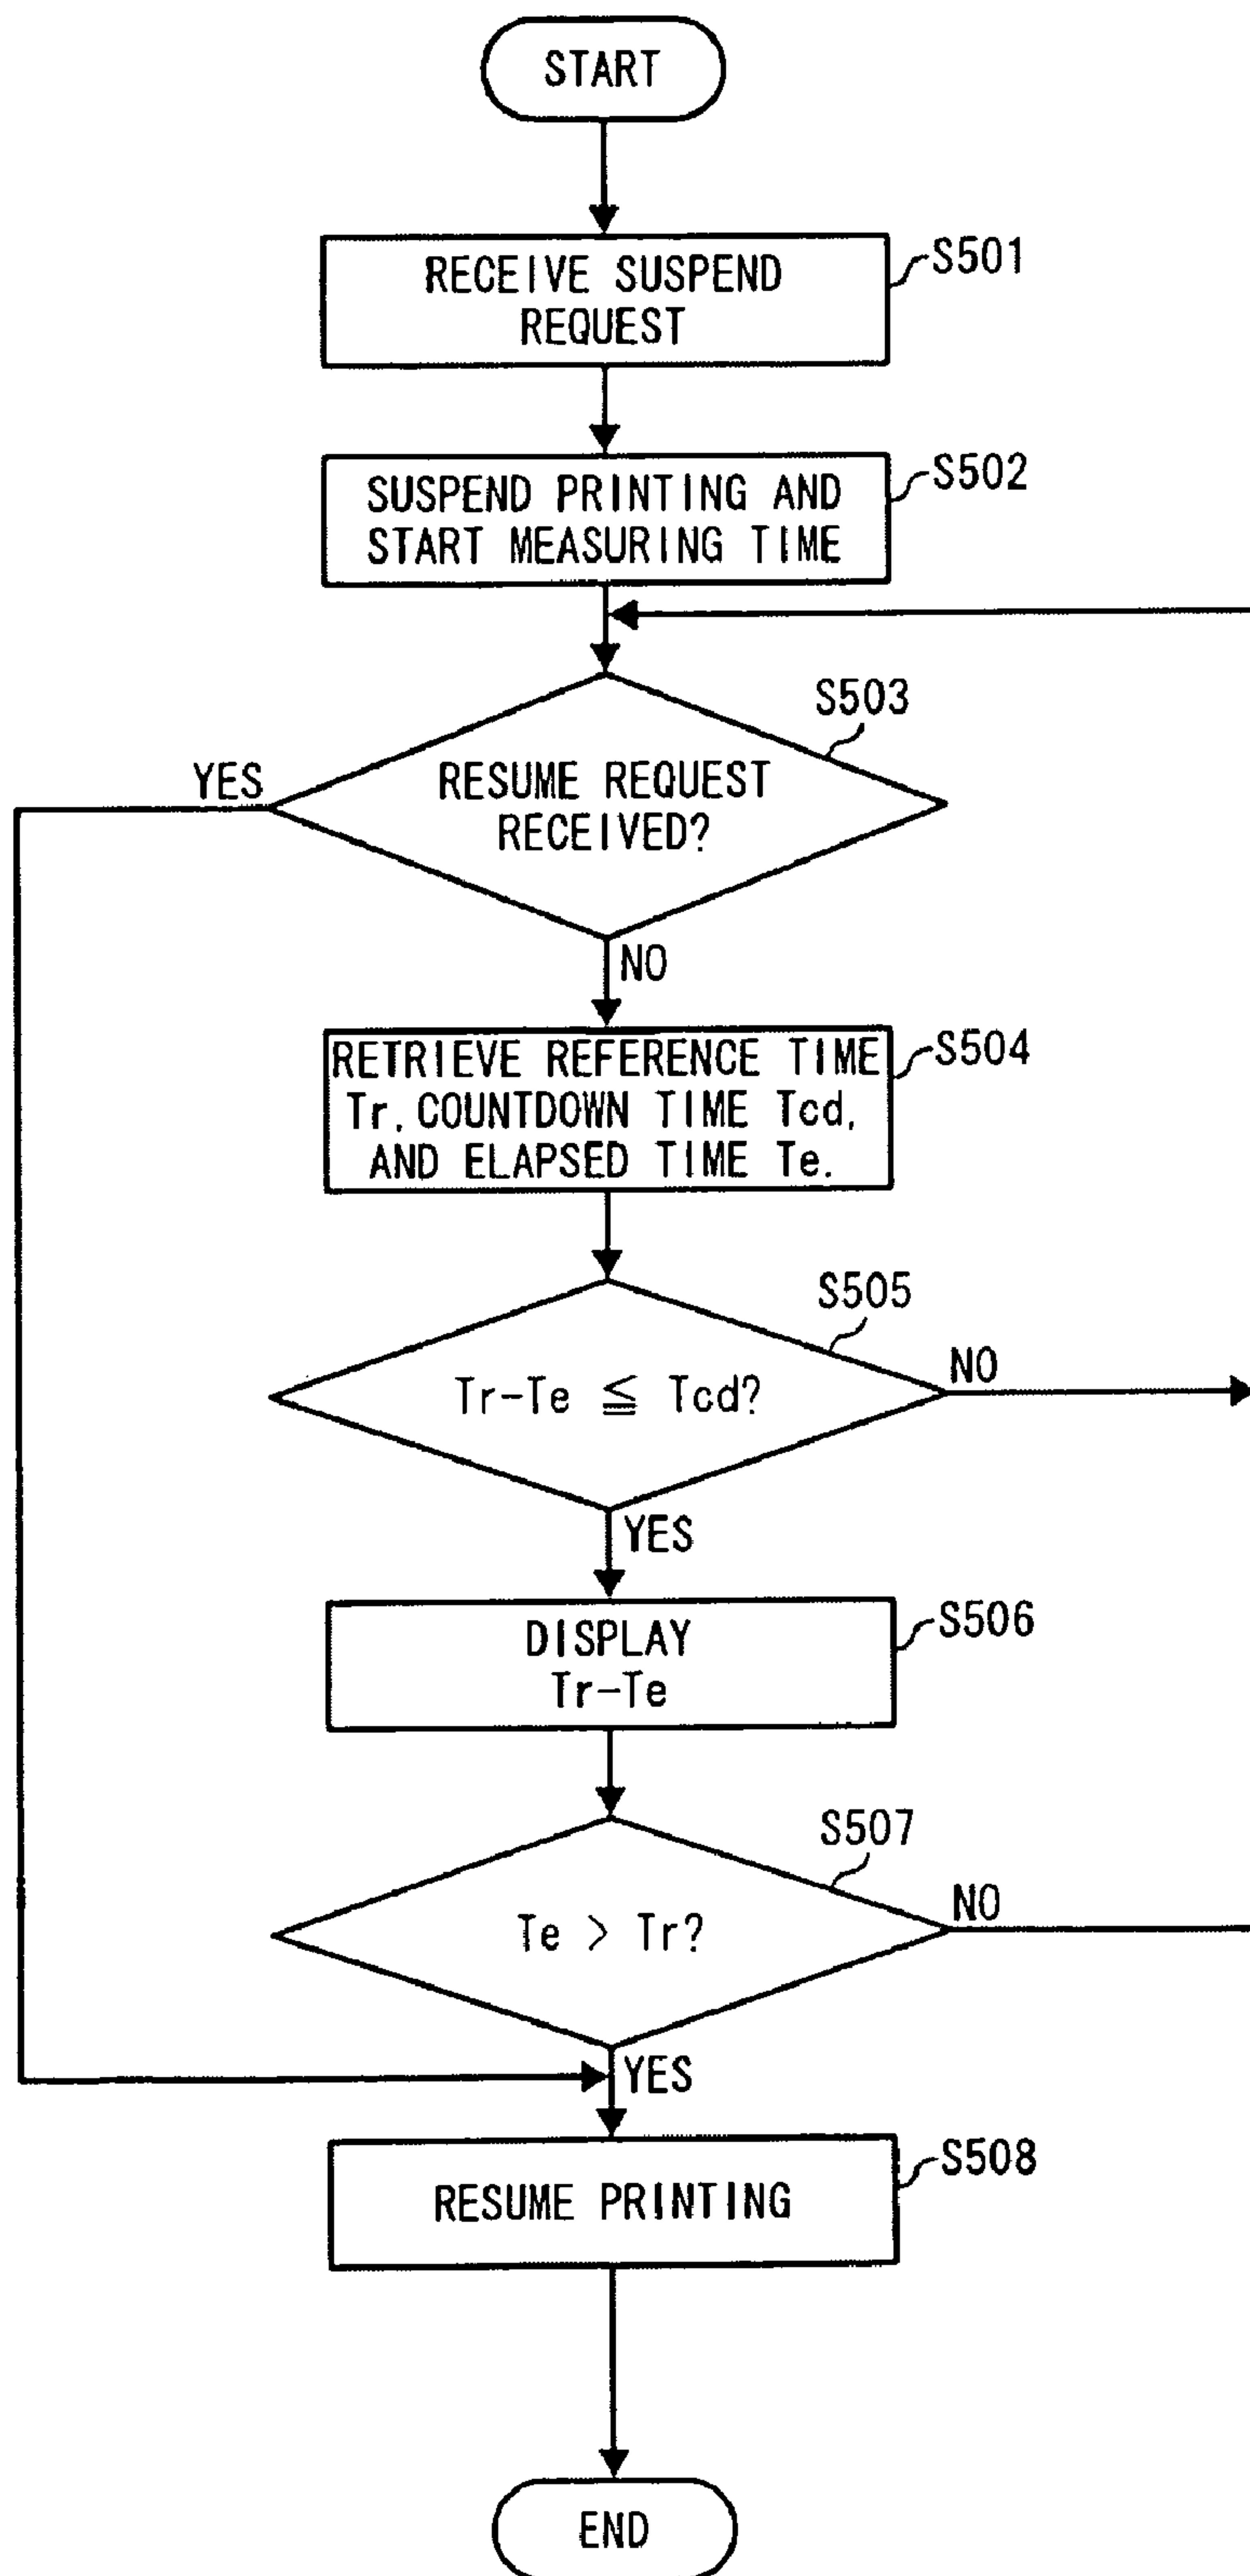 START
RECEIVE SUSPEND
REQUEST
S501
SUSPEND PRINTING AND
START MEASURING TIME
S502
S503
YES
RESUME REQUEST
RECEIVED?
NO
RETRIEVE REFERENCE TIME
Tr, COUNTDOWN TIME Tcd,
AND ELAPSED TIME Te.
S504
S505
Tr-Te ≦ Tcd?
NO
YES
DISPLAY
Tr-Te
S506
S507
Te > Tr?
NO
YES
RESUME PRINTING
S508
END